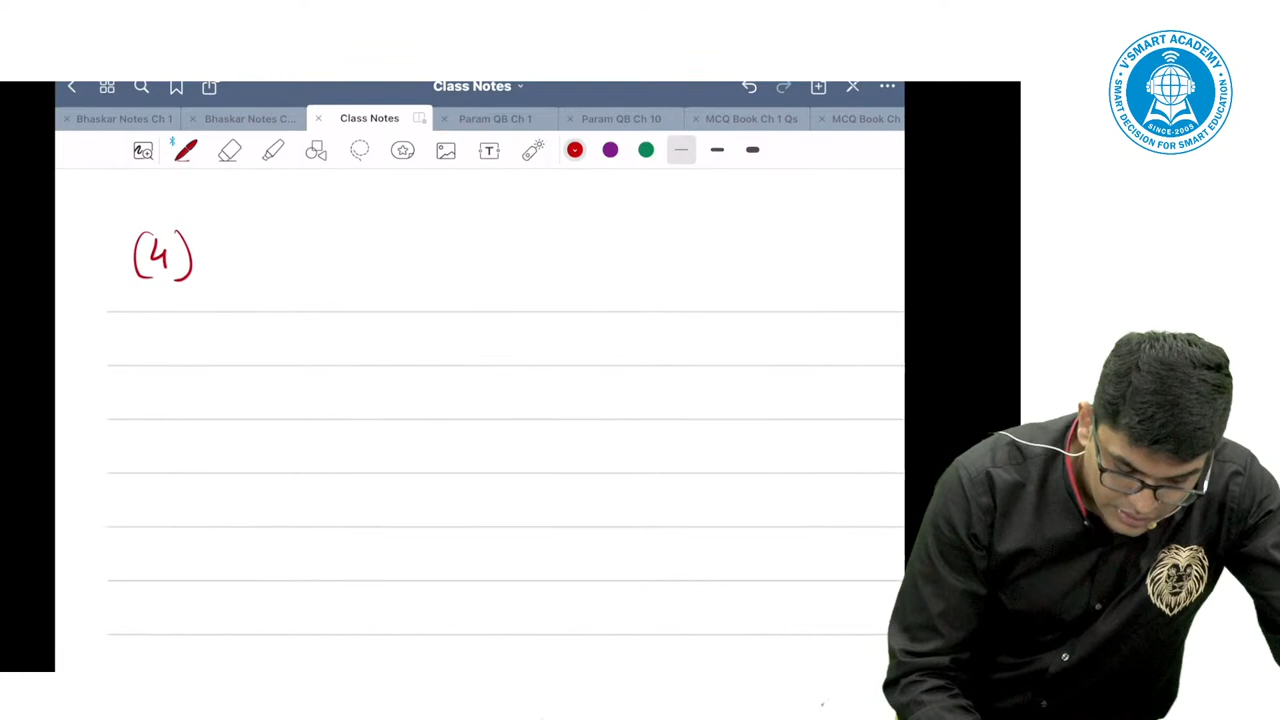 V'SMART ACADEMY
SINCE-2005
SMART DECISION FOR SMART EDUCATION
Class Notes
Bhaskar Notes Ch 1
Bhaskar Notes C...
Class Notes
Param QB Ch 1
Param QB Ch 10
MCQ Book Ch 1 Qs
MCQ Book Ch
T
(4)